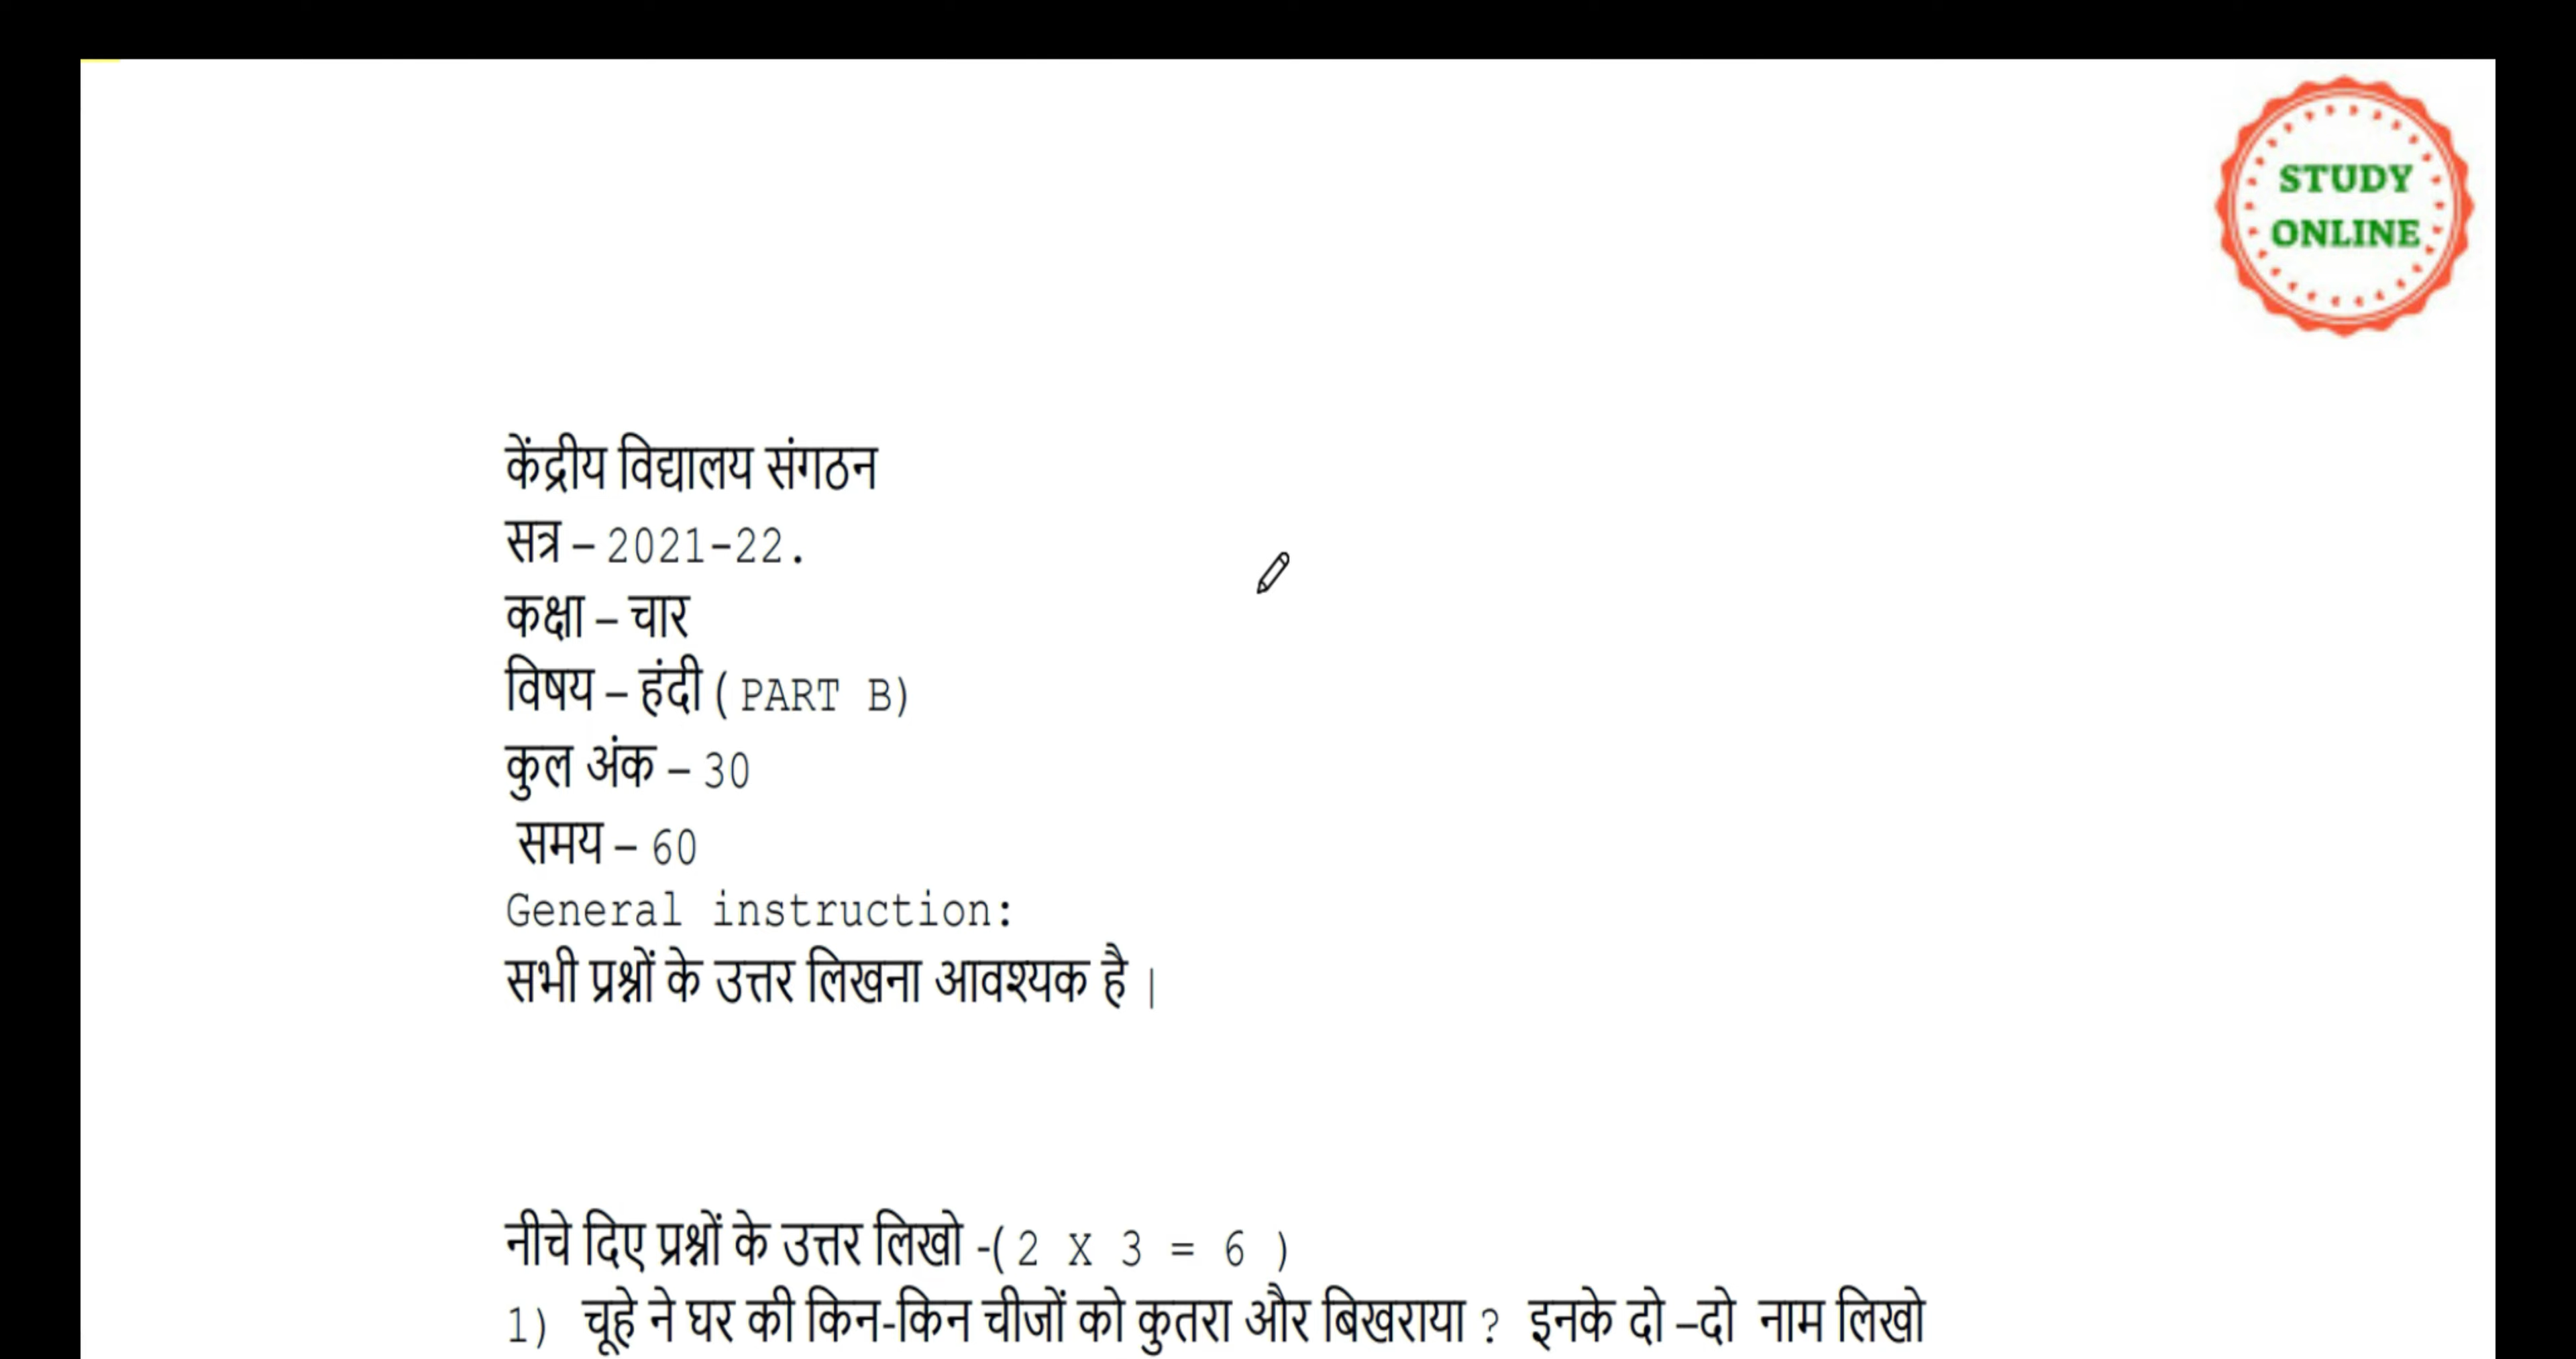 STUDY
ONLINE
केंद्रीय विद्यालय संगठन
सत्र – 2021-22.
कक्षा – चार
विषय – हंदी ( PART B)
कुल अंक – 30
समय – 60
General instruction:
सभी प्रश्नों के उत्तर लिखना आवश्यक है |
नीचे दिए प्रश्नों के उत्तर लिखो -( 2 X 3 = 6 )
1) चूहे ने घर की किन-किन चीजों को कुतरा और बिखराया ? इनके दो –दो नाम लिखो